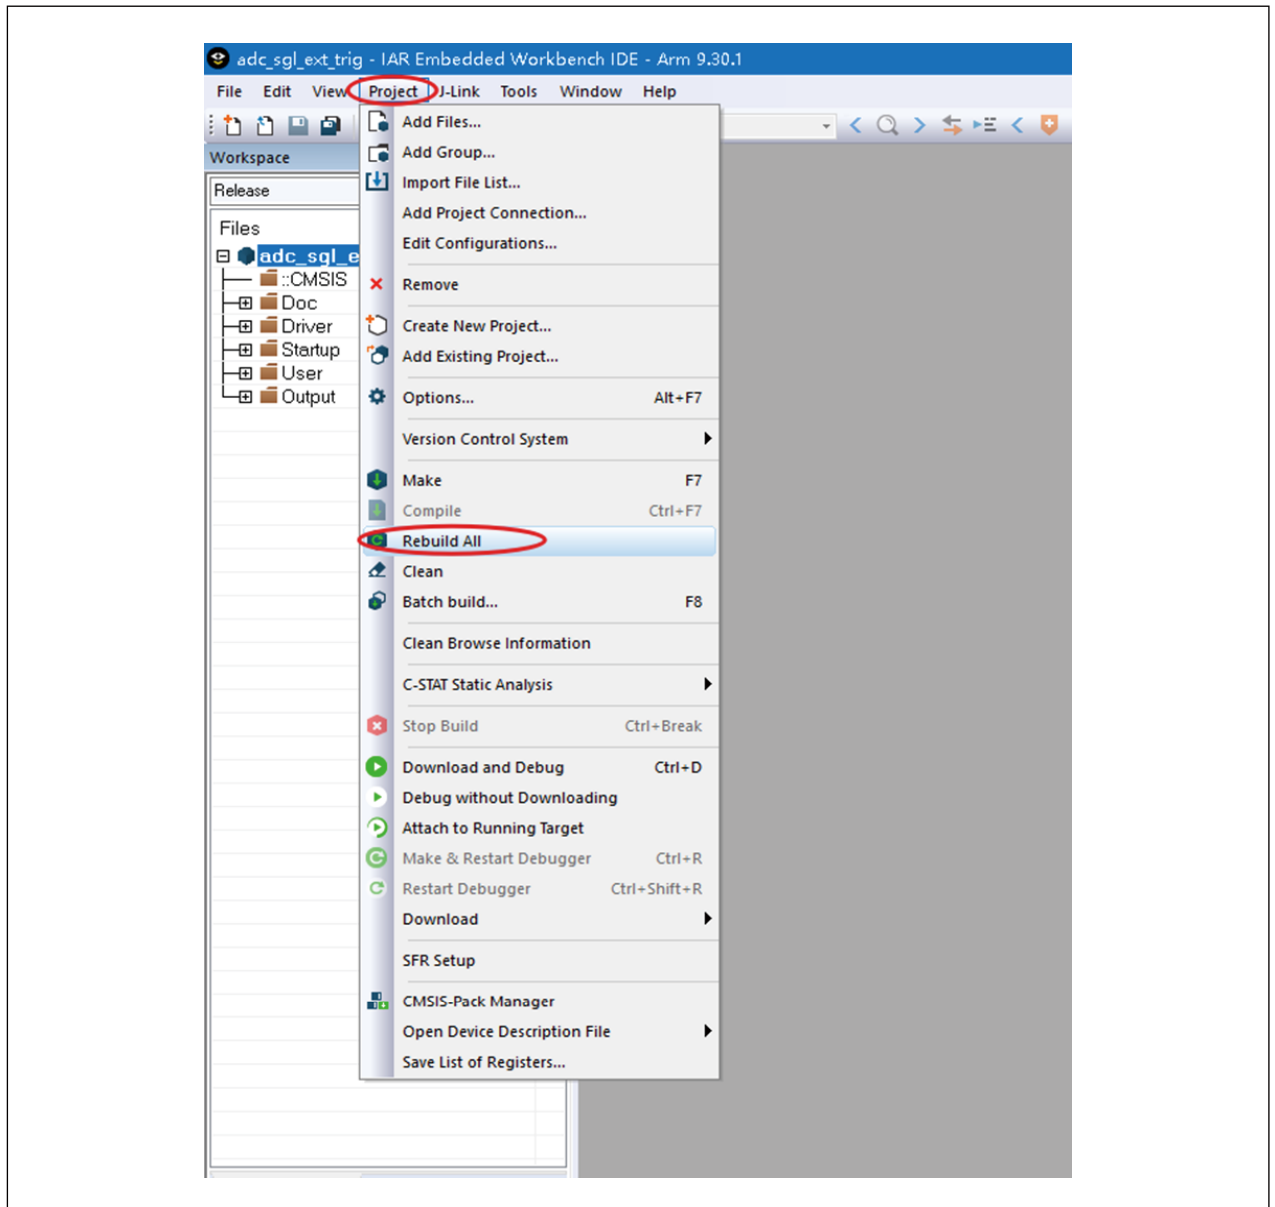 adc_sgl_ext_trig - IAR Embedded Workbench IDE - Arm 9.30.1
File Edit View Project J-Link Tools Window Help
Workspace
Release
Files
adc_sgl_e
::CMSIS
Doc
Driver
Startup
User
Output
Add Files...
Add Group...
Import File List...
Add Project Connection...
Edit Configurations...
Remove
Create New Project...
Add Existing Project...
Options... Alt+F7
Version Control System
Make F7
Compile Ctrl+F7
Rebuild All
Clean
Batch build... F8
Clean Browse Information
C-STAT Static Analysis
Stop Build Ctrl+Break
Download and Debug Ctrl+D
Debug without Downloading
Attach to Running Target
Make & Restart Debugger Ctrl+R
Restart Debugger Ctrl+Shift+R
Download
SFR Setup
CMSIS-Pack Manager
Open Device Description File
Save List of Registers...